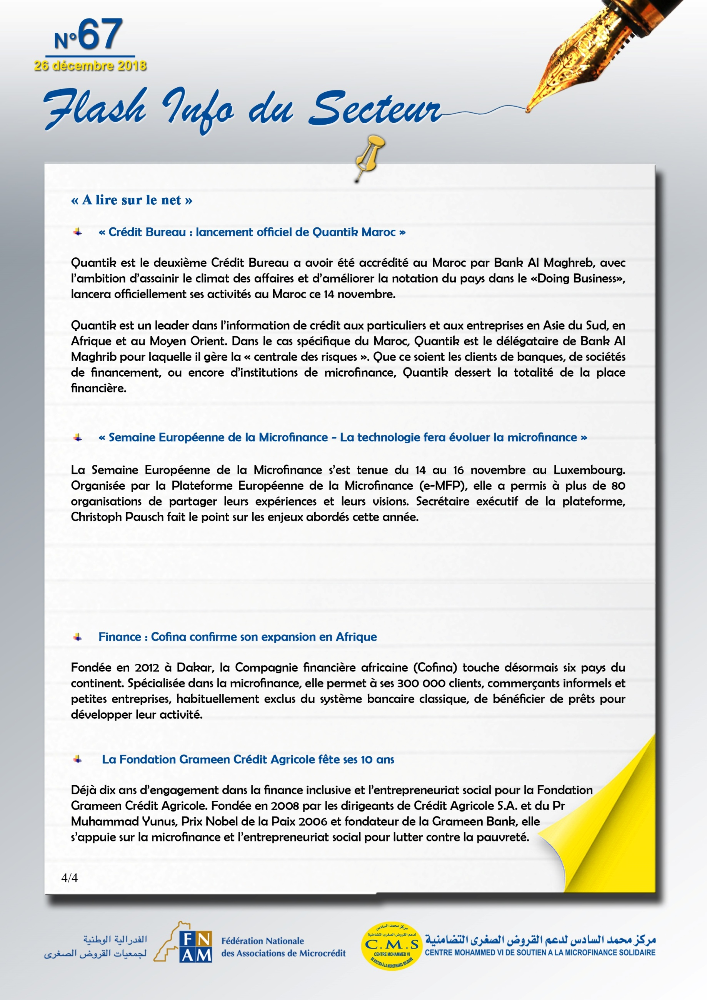 N°67
26 décembre 2018
Flash Info du Secteur
« A lire sur le net »
« Crédit Bureau : lancement officiel de Quantik Maroc »
Quantik est le deuxième Crédit Bureau a avoir été accrédité au Maroc par Bank Al Maghreb, avec
l’ambition d’assainir le climat des affaires et d’améliorer la notation du pays dans le «Doing Business»,
lancera officiellement ses activités au Maroc ce 14 novembre.
Quantik est un leader dans l’information de crédit aux particuliers et aux entreprises en Asie du Sud, en
Afrique et au Moyen Orient. Dans le cas spécifique du Maroc, Quantik est le délégataire de Bank Al
Maghrib pour laquelle il gère la « centrale des risques ». Que ce soient les clients de banques, de sociétés
de financement, ou encore d’institutions de microfinance, Quantik dessert la totalité de la place
financière.
« Semaine Européenne de la Microfinance - La technologie fera évoluer la microfinance »
La Semaine Européenne de la Microfinance s’est tenue du 14 au 16 novembre au Luxembourg.
Organisée par la Plateforme Européenne de la Microfinance (e-MFP), elle a permis à plus de 80
organisations de partager leurs expériences et leurs visions. Secrétaire exécutif de la plateforme,
Christoph Pausch fait le point sur les enjeux abordés cette année.
Finance : Cofina confirme son expansion en Afrique
Fondée en 2012 à Dakar, la Compagnie financière africaine (Cofina) touche désormais six pays du
continent. Spécialisée dans la microfinance, elle permet à ses 300 000 clients, commerçants informels et
petites entreprises, habituellement exclus du système bancaire classique, de bénéficier de prêts pour
développer leur activité.
La Fondation Grameen Crédit Agricole fête ses 10 ans
Déjà dix ans d’engagement dans la finance inclusive et l’entrepreneuriat social pour la Fondation
Grameen Crédit Agricole. Fondée en 2008 par les dirigeants de Crédit Agricole S.A. et du Pr
Muhammad Yunus, Prix Nobel de la Paix 2006 et fondateur de la Grameen Bank, elle
s’appuie sur la microfinance et l’entrepreneuriat social pour lutter contre la pauvreté.
4/4
الفدرالية الوطنية
لجمعيات القروض الصغرى
FN
AM
Fédération Nationale
des Associations de Microcrédit
مركز محمد السادس
لدعم القروض الصغرى التضامنية
C.M.S
CENTRE MOHAMMED VI
DE SOUTIEN À LA MICROFINANCE SOLIDAIRE
مركز محمد السادس لدعم القروض الصغرى التضامنية
CENTRE MOHAMMED VI DE SOUTIEN A LA MICROFINANCE SOLIDAIRE